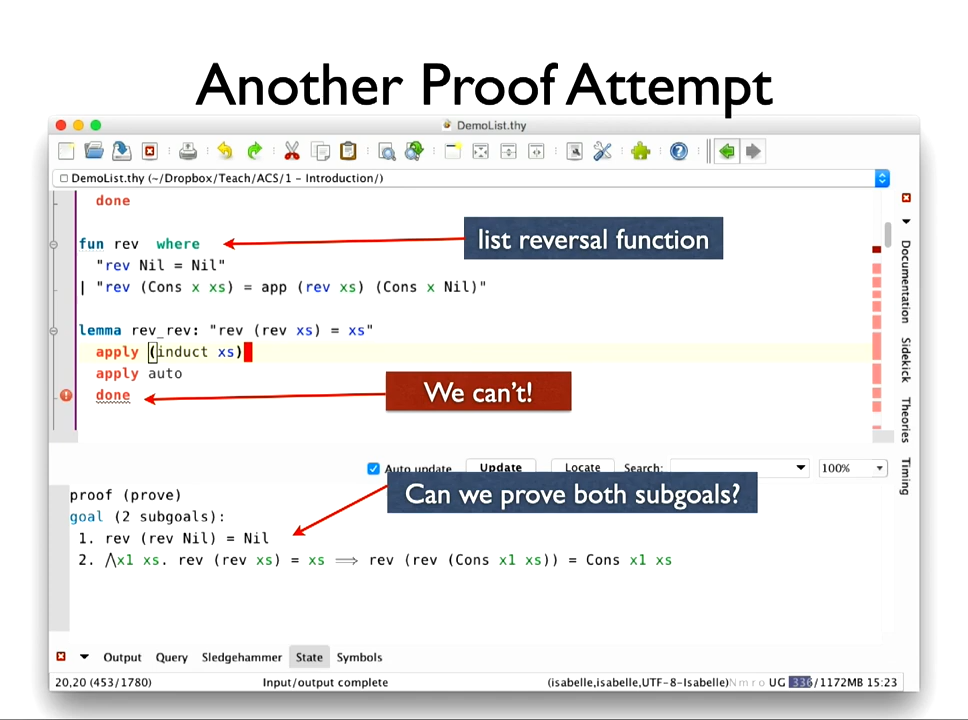 Another Proof Attempt
DemoList.thy
DemoList.thy (~/Dropbox/Teach/ACS/1 – Introduction/)
done
fun rev where
list reversal function
"rev Nil = Nil"
| "rev (Cons x xs) = app (rev xs) (Cons x Nil)"
lemma rev_rev: "rev (rev xs) = xs"
apply (induct xs)
apply auto
done
We can't!
Documentation
Sidekick
Theories
Timing
Auto update Update Locate Search: 100%
Can we prove both subgoals?
proof (prove)
goal (2 subgoals):
1. rev (rev Nil) = Nil
2. ⋀x1 xs. rev (rev xs) = xs ⟹ rev (rev (Cons x1 xs)) = Cons x1 xs
Output Query Sledgehammer State Symbols
20,20 (453/1780) Input/output complete (isabelle,isabelle,UTF-8-Isabelle)N m r o UG 336/1172MB 15:23